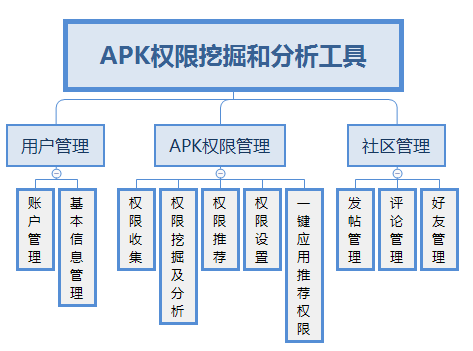 APK权限挖掘和分析工具
用户管理
APK权限管理
社区管理
账户管理
基本信息管理
权限收集
权限挖掘及分析
权限推荐
权限设置
一键应用推荐权限
发帖管理
评论管理
好友管理